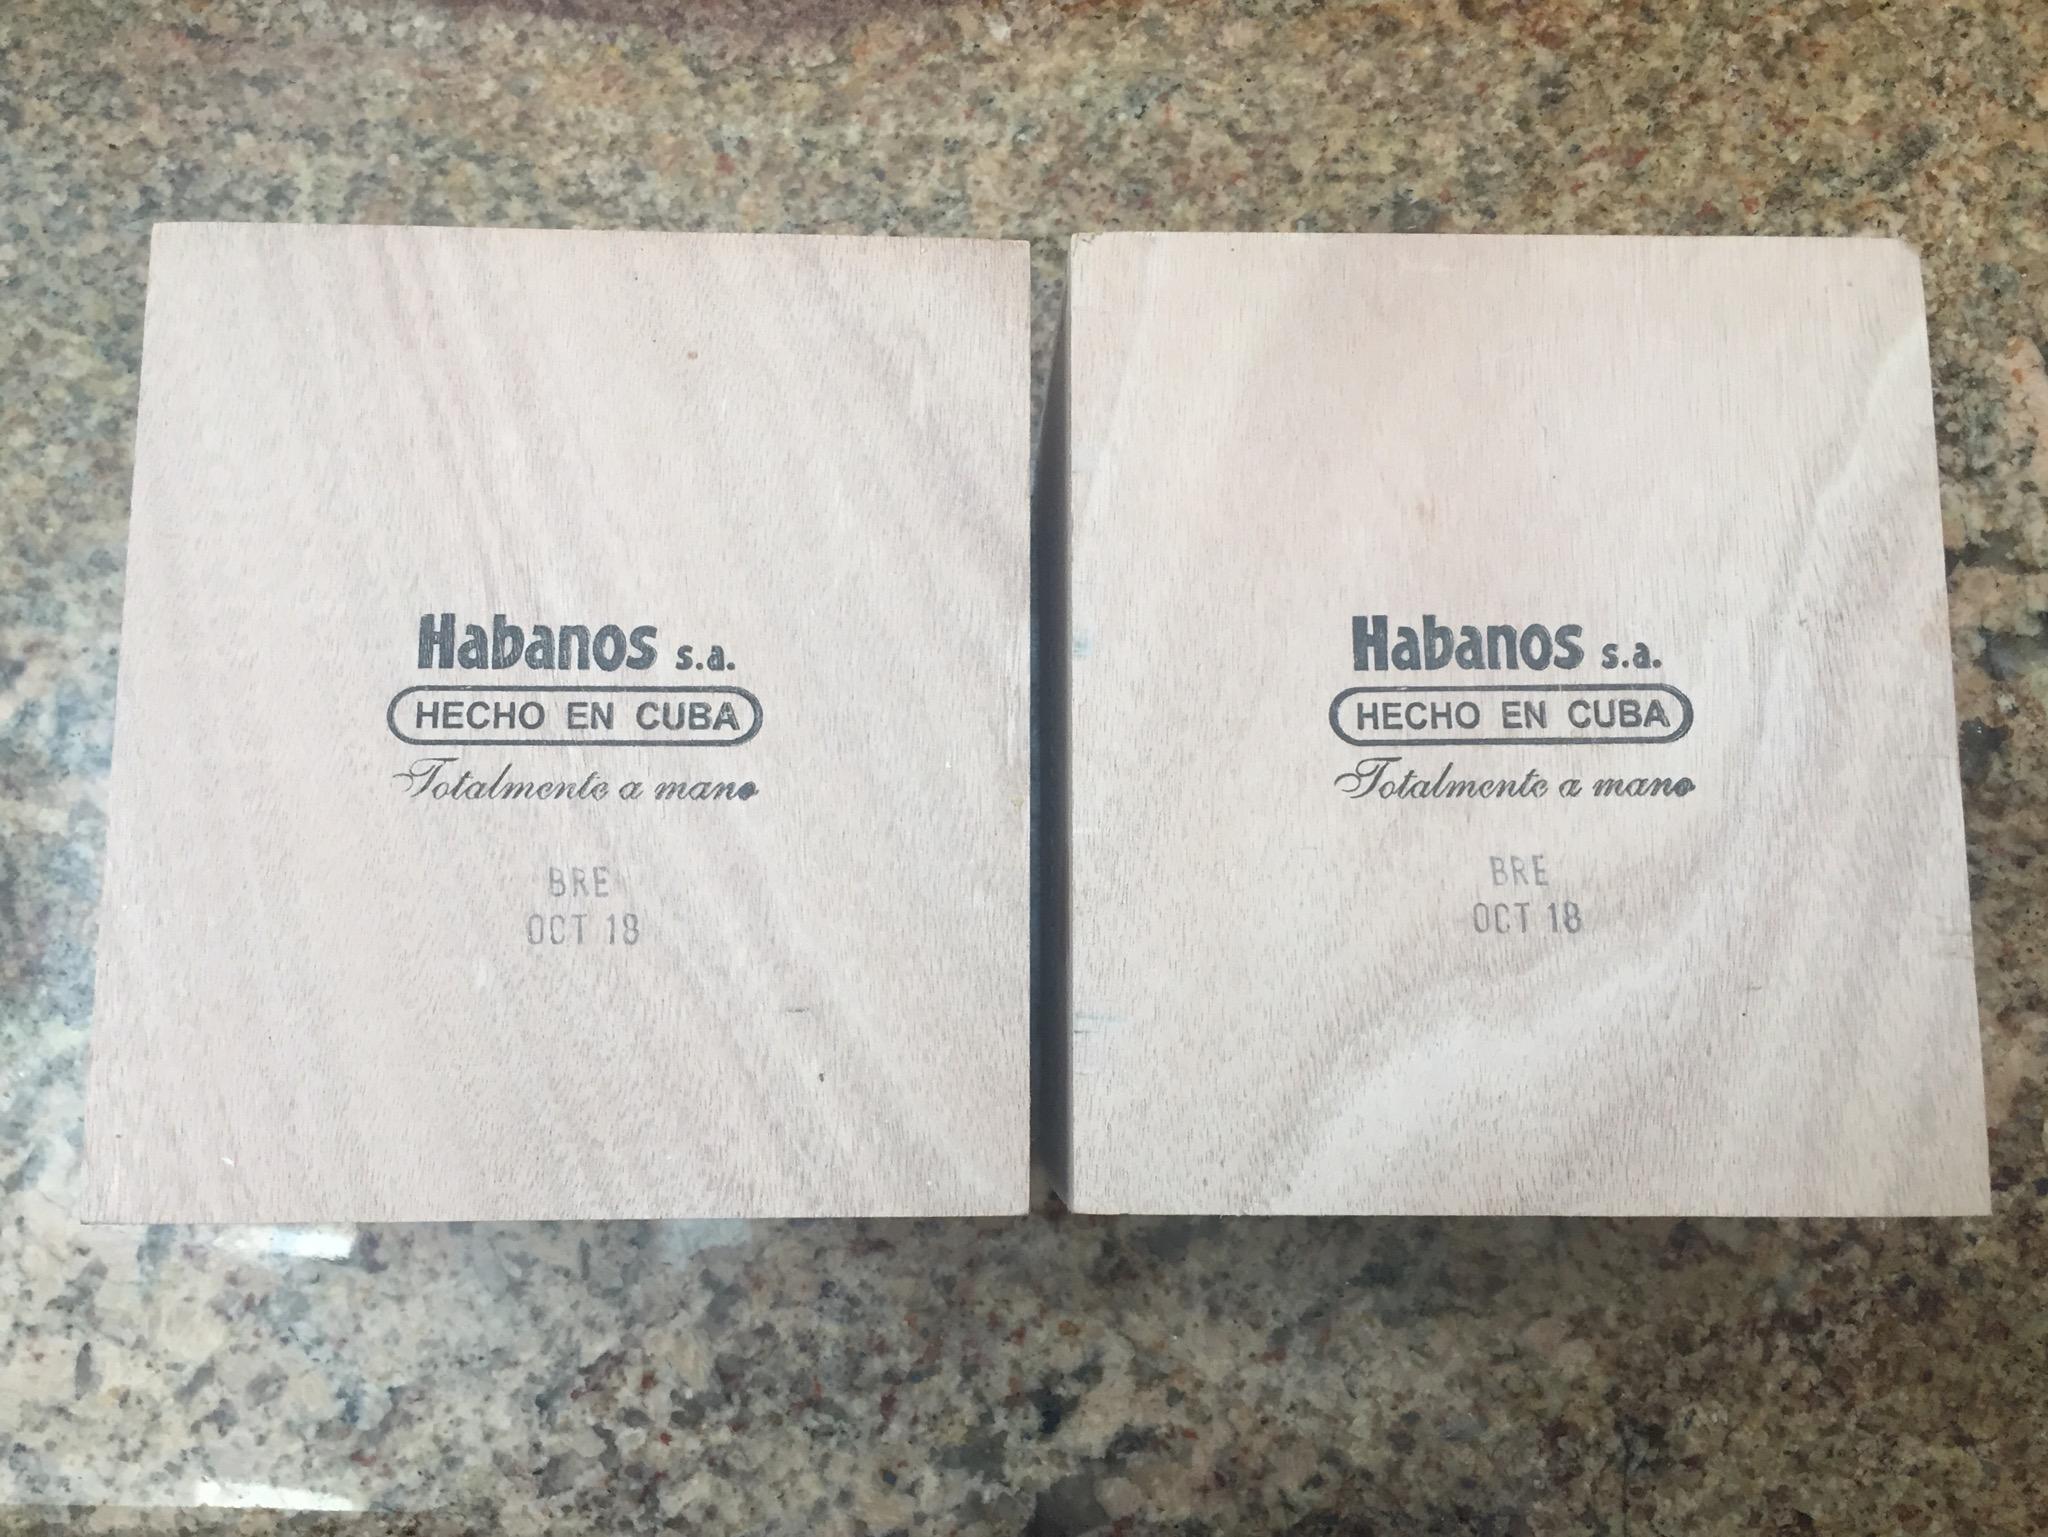 Habanos s.a.
HECHO EN CUBA
Totalmente a mano
BRE
OCT 18
Habanos s.a.
HECHO EN CUBA
Totalmente a mano
BRE
OCT 18